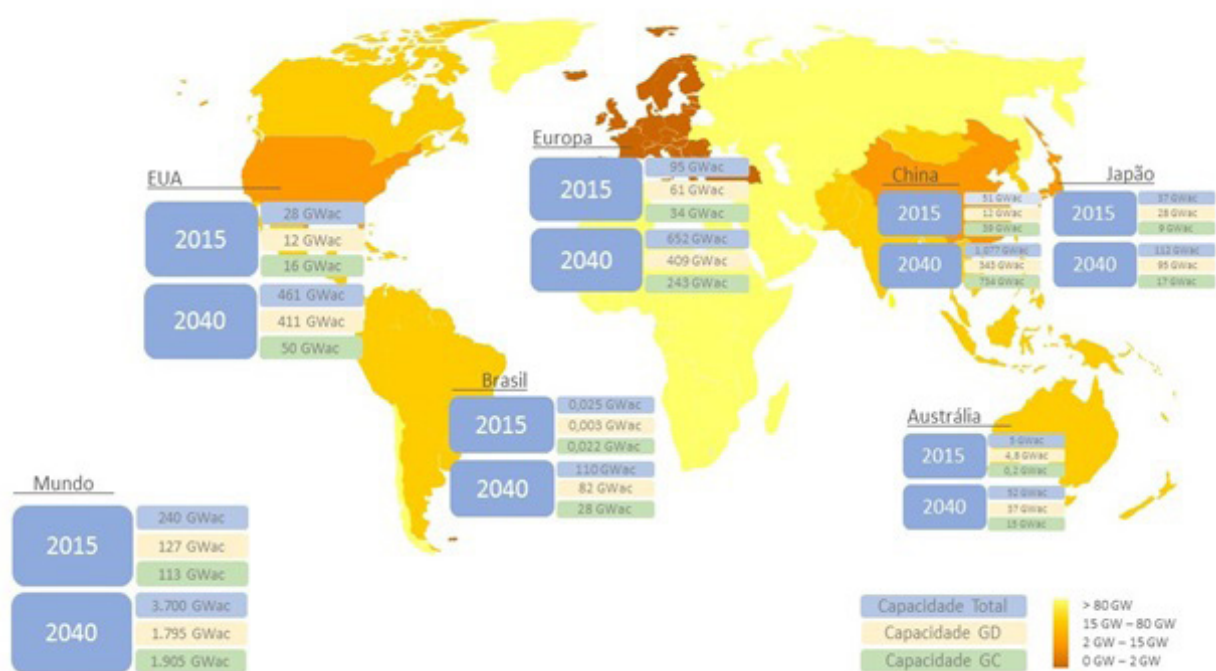 EUA
2015
28 GWac
12 GWac
16 GWac
2040
461 GWac
411 GWac
50 GWac
Europa
2015
95 GWac
61 GWac
34 GWac
2040
652 GWac
409 GWac
243 GWac
China
2015
51 GWac
12 GWac
39 GWac
2040
1.077 GWac
343 GWac
734 GWac
Japão
2015
37 GWac
28 GWac
9 GWac
2040
112 GWac
95 GWac
17 GWac
Brasil
2015
0,025 GWac
0,003 GWac
0,022 GWac
2040
110 GWac
82 GWac
28 GWac
Austrália
2015
5 GWac
4,8 GWac
0,2 GWac
2040
52 GWac
37 GWac
15 GWac
Mundo
2015
240 GWac
127 GWac
113 GWac
2040
3.700 GWac
1.795 GWac
1.905 GWac
Capacidade Total
Capacidade GD
Capacidade GC
> 80 GW
15 GW – 80 GW
2 GW – 15 GW
0 GW – 2 GW